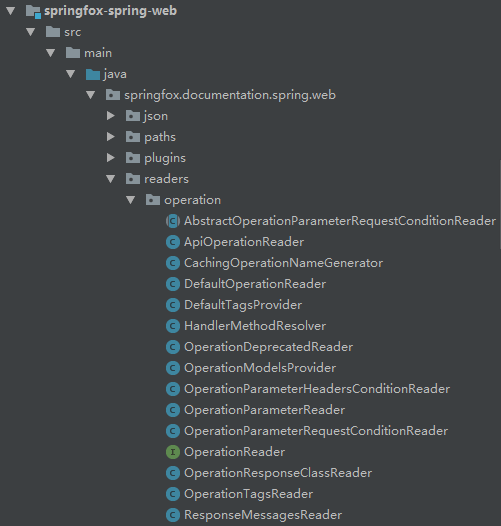 springfox-spring-web
src
main
java
springfox.documentation.spring.web
json
paths
plugins
readers
operation
C AbstractOperationParameterRequestConditionReader
C ApiOperationReader
C CachingOperationNameGenerator
C DefaultOperationReader
C DefaultTagsProvider
C HandlerMethodResolver
C OperationDeprecatedReader
C OperationModelsProvider
C OperationParameterHeadersConditionReader
C OperationParameterReader
C OperationParameterRequestConditionReader
I OperationReader
C OperationResponseClassReader
C OperationTagsReader
C ResponseMessagesReader